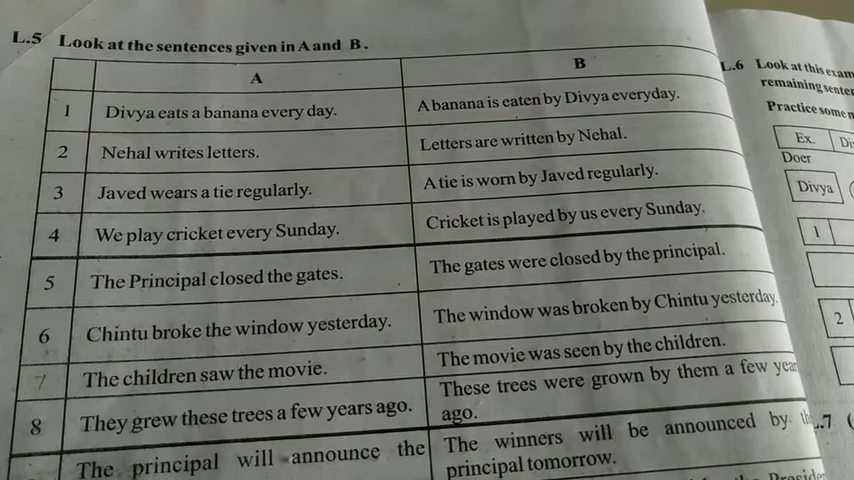 L.5 Look at the sentences given in A and B.
A B
1 Divya eats a banana every day. A banana is eaten by Divya everyday.
2 Nehal writes letters. Letters are written by Nehal.
3 Javed wears a tie regularly. A tie is worn by Javed regularly.
4 We play cricket every Sunday. Cricket is played by us every Sunday.
5 The Principal closed the gates. The gates were closed by the principal.
6 Chintu broke the window yesterday. The window was broken by Chintu yesterday.
7 The children saw the movie. The movie was seen by the children.
8 They grew these trees a few years ago. These trees were grown by them a few
ago.
The principal will announce the The winners will be announced by
principal tomorrow.
L.6 Look at this
remaining
Practice some
Ex.
Doer
Divya
1
2
L.7